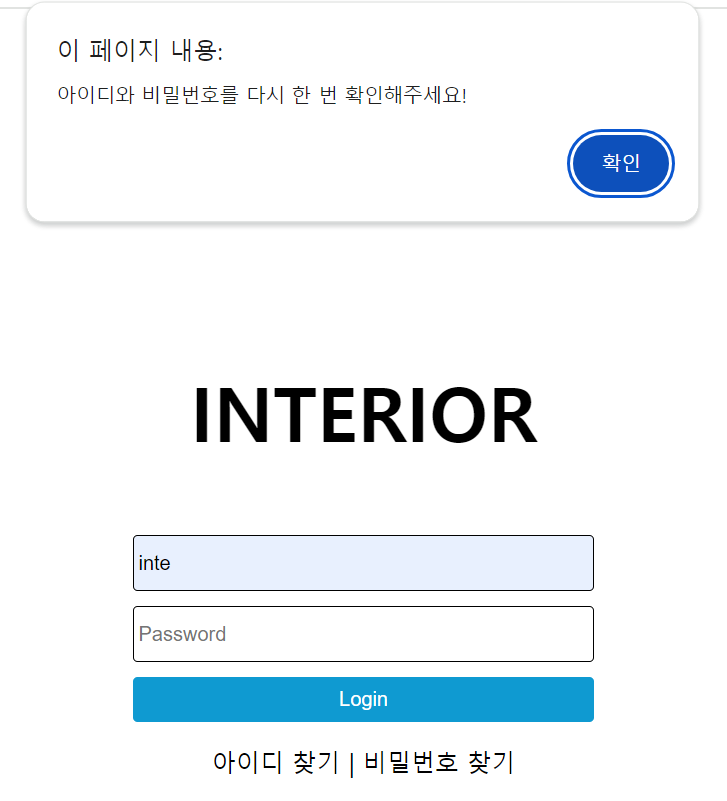 이 페이지 내용:
아이디와 비밀번호를 다시 한 번 확인해주세요!
확인
INTERIOR
inte
Password
Login
아이디 찾기 | 비밀번호 찾기